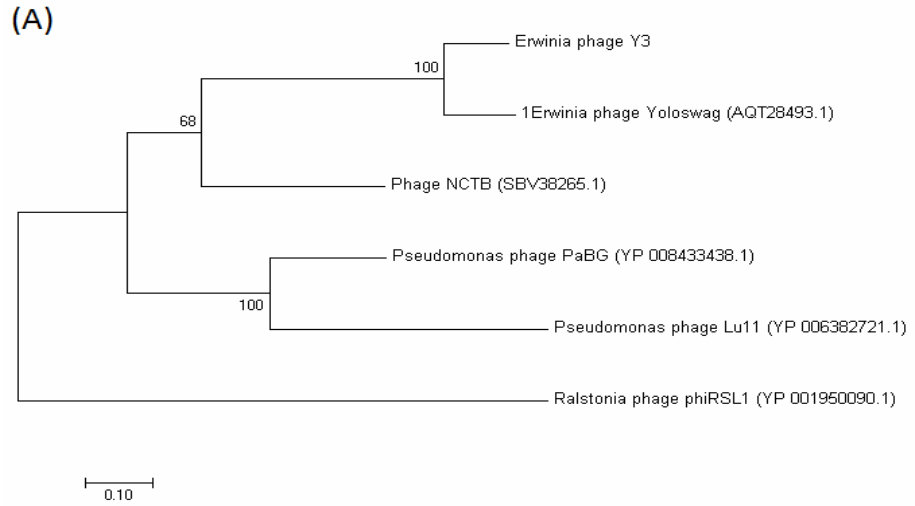 (A)
Erwinia phage Y3
100
1Erwinia phage Yoloswag (AQT28493.1)
68
Phage NCTB (SBV38265.1)
Pseudomonas phage PaBG (YP 008433438.1)
100
Pseudomonas phage Lu11 (YP 006382721.1)
Ralstonia phage phiRSL1 (YP 001950090.1)
0.10